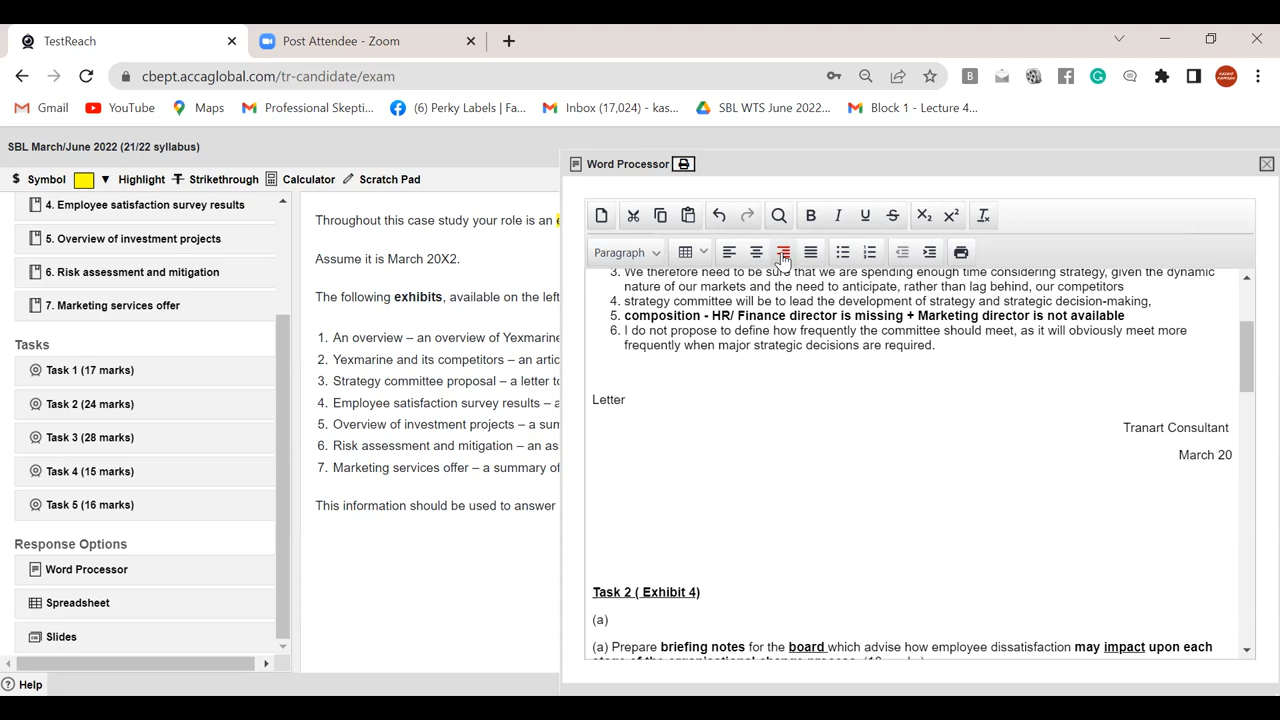 TestReach
Post Attendee - Zoom
cbept.accaglobal.com/tr-candidate/exam
Gmail
YouTube
Maps
Professional Skepti...
(6) Perky Labels | Fa...
Inbox (17,024) - kas...
SBL WTS June 2022...
Block 1 - Lecture 4...
SBL March/June 2022 (21/22 syllabus)
Symbol
Highlight
Strikethrough
Calculator
Scratch Pad
4. Employee satisfaction survey results
5. Overview of investment projects
6. Risk assessment and mitigation
7. Marketing services offer
Tasks
Task 1 (17 marks)
Task 2 (24 marks)
Task 3 (28 marks)
Task 4 (15 marks)
Task 5 (16 marks)
Response Options
Word Processor
Spreadsheet
Slides
Help
Throughout this case study your role is an
Assume it is March 20X2.
The following exhibits, available on the left
1. An overview – an overview of Yexmarine
2. Yexmarine and its competitors – an artic
3. Strategy committee proposal – a letter to
4. Employee satisfaction survey results – a
5. Overview of investment projects – a sum
6. Risk assessment and mitigation – an as
7. Marketing services offer – a summary of
This information should be used to answer
Word Processor
Paragraph
3. We therefore need to be sure that we are spending enough time considering strategy, given the dynamic
nature of our markets and the need to anticipate, rather than lag behind, our competitors
4. strategy committee will be to lead the development of strategy and strategic decision-making,
5. composition - HR/ Finance director is missing + Marketing director is not available
6. I do not propose to define how frequently the committee should meet, as it will obviously meet more
frequently when major strategic decisions are required.
Letter
Tranart Consultant
March 20
Task 2 ( Exhibit 4)
(a)
(a) Prepare briefing notes for the board which advise how employee dissatisfaction may impact upon each
stage of the organisational change process.